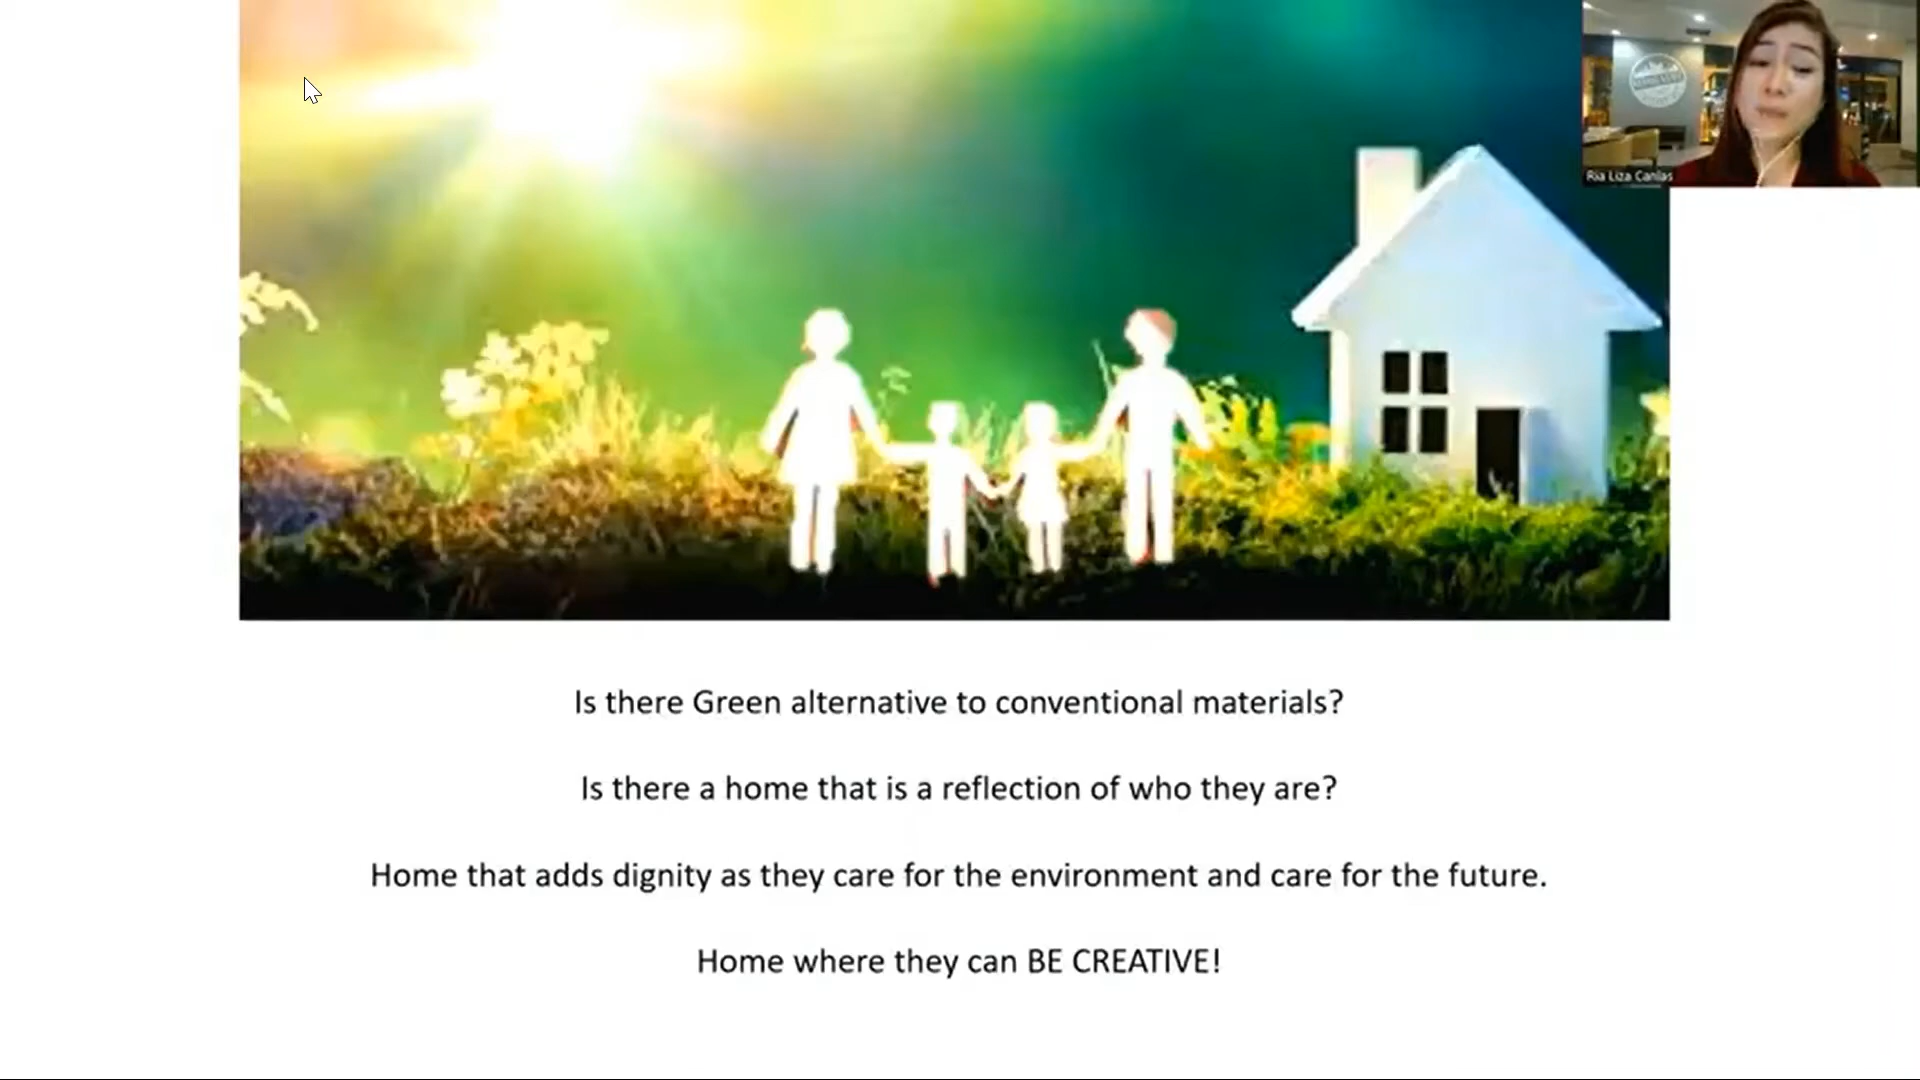 Ria Liza Canlas
Is there Green alternative to conventional materials?
Is there a home that is a reflection of who they are?
Home that adds dignity as they care for the environment and care for the future.
Home where they can BE CREATIVE!